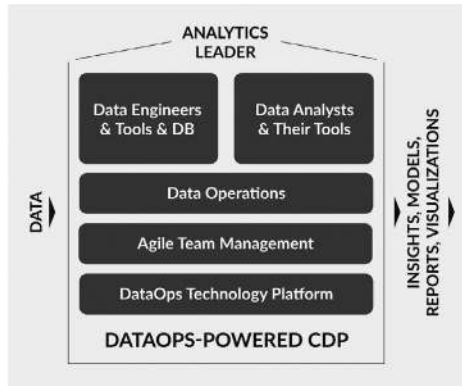 ANALYTICS
LEADER
Data Engineers
& Tools & DB
Data Analysts
& Their Tools
DATA
Data Operations
Agile Team Management
DataOps Technology Platform
DATAOPS-POWERED CDP
INSIGHTS, MODELS,
REPORTS, VISUALIZATIONS